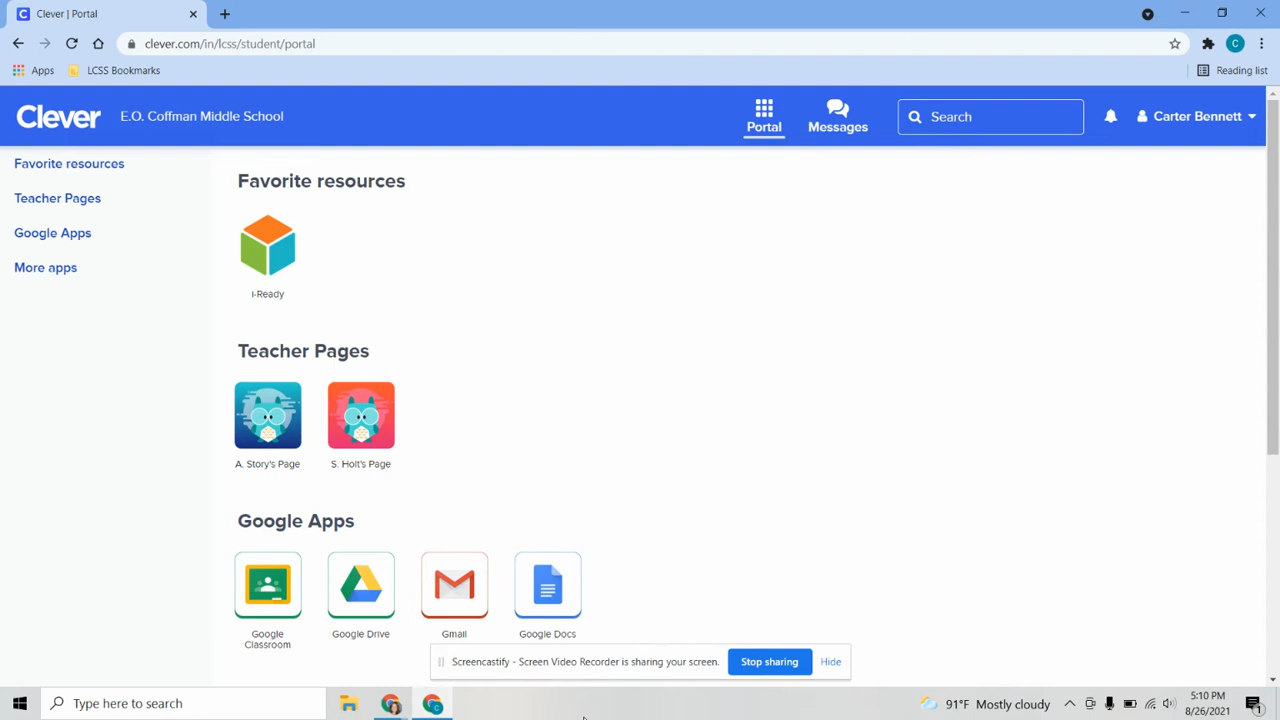 Clever | Portal
clever.com/in/lcss/student/portal
Apps
LCSS Bookmarks
Reading list
Clever
E.O. Coffman Middle School
Portal
Messages
Search
Carter Bennett
Favorite resources
Teacher Pages
Google Apps
More apps
Favorite resources
I-Ready
Teacher Pages
A. Story's Page
S. Holt's Page
Google Apps
Google
Classroom
Google Drive
Gmail
Google Docs
Screencastify - Screen Video Recorder is sharing your screen.
Stop sharing
Hide
Type here to search
91°F Mostly cloudy
5:10 PM
8/26/2021